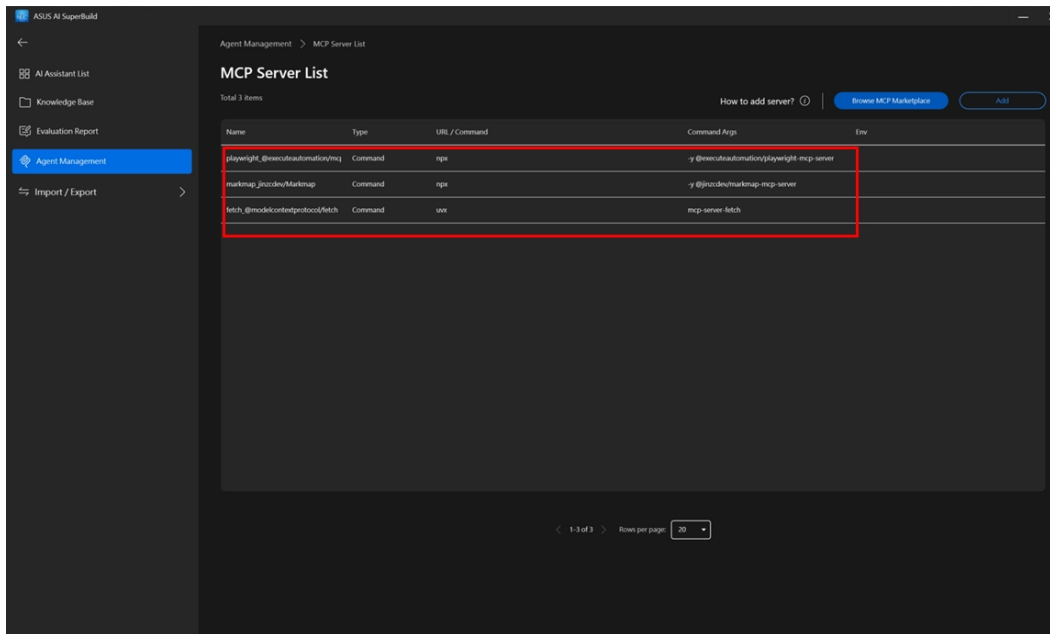 ASUS AI SuperBuild
Agent Management > MCP Server List
AI Assistant List
Knowledge Base
Evaluation Report
Agent Management
Import / Export >
MCP Server List
Total 3 items
How to add server?
Browse MCP Marketplace
Add
Name Type URL / Command Command Args Env
playwright_@executeautomation/mcp Command npx -y @executeautomation/playwright-mcp-server
markmap_jinzcdev/Markmap Command npx -y @jinzcdev/markmap-mcp-server
fetch_@modelcontextprotocol/fetch Command uvx mcp-server-fetch
< 1-3 of 3 > Rows per page: 20